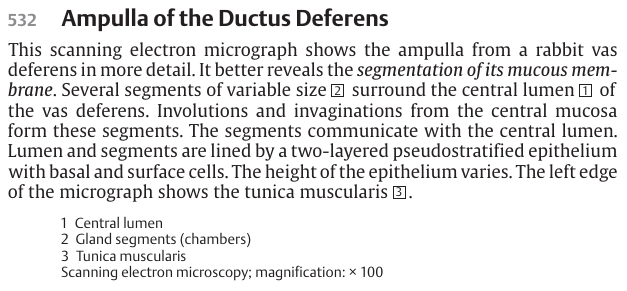 532 Ampulla of the Ductus Deferens
This scanning electron micrograph shows the ampulla from a rabbit vas
deferens in more detail. It better reveals the segmentation of its mucous mem-
brane. Several segments of variable size 2 surround the central lumen 1 of
the vas deferens. Involutions and invaginations from the central mucosa
form these segments. The segments communicate with the central lumen.
Lumen and segments are lined by a two-layered pseudostratified epithelium
with basal and surface cells. The height of the epithelium varies. The left edge
of the micrograph shows the tunica muscularis 3.
1 Central lumen
2 Gland segments (chambers)
3 Tunica muscularis
Scanning electron microscopy; magnification: × 100